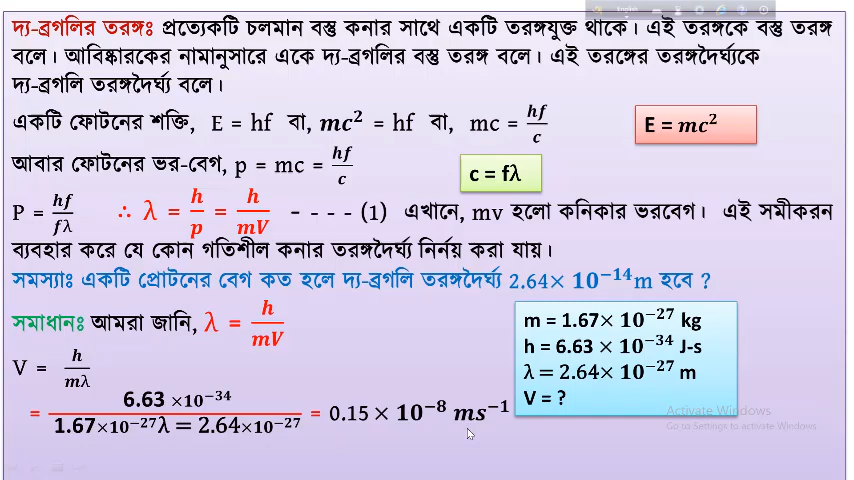 দ্য-ব্রগলির তরঙ্গঃ প্রত্যেকটি চলমান বস্তু কনার সাথে একটি তরঙ্গযুক্ত থাকে। এই তরঙ্গকে বস্তু তরঙ্গ
বলে। আবিষ্কারকের নামানুসারে একে দ্য-ব্রগলির বস্তু তরঙ্গ বলে। এই তরঙ্গের তরঙ্গদৈর্ঘ্যকে
দ্য-ব্রগলি তরঙ্গদৈর্ঘ্য বলে।
একটি ফোটনের শক্তি, E = hf বা, mc² = hf বা, mc = hf/c
E = mc²
আবার ফোটনের ভর-বেগ, p = mc = hf/c
c = fλ
P = hf/fλ ∴ λ = h/p = h/mV - - - - (1) এখানে, mv হলো কনিকার ভরবেগ। এই সমীকরন
ব্যবহার করে যে কোন গতিশীল কনার তরঙ্গদৈর্ঘ্য নির্নয় করা যায়।
সমস্যাঃ একটি প্রোটনের বেগ কত হলে দ্য-ব্রগলি তরঙ্গদৈর্ঘ্য 2.64× 10⁻¹⁴m হবে ?
সমাধানঃ আমরা জানি, λ = h/mV
V = h/mλ
= 6.63 ×10⁻³⁴/1.67×10⁻²⁷λ = 2.64×10⁻²⁷ = 0.15 × 10⁻⁸ ms⁻¹
m = 1.67× 10⁻²⁷ kg
h = 6.63 × 10⁻³⁴ J-s
λ = 2.64× 10⁻²⁷ m
V = ?
Activate Windows
Go to Settings to activate Windows.